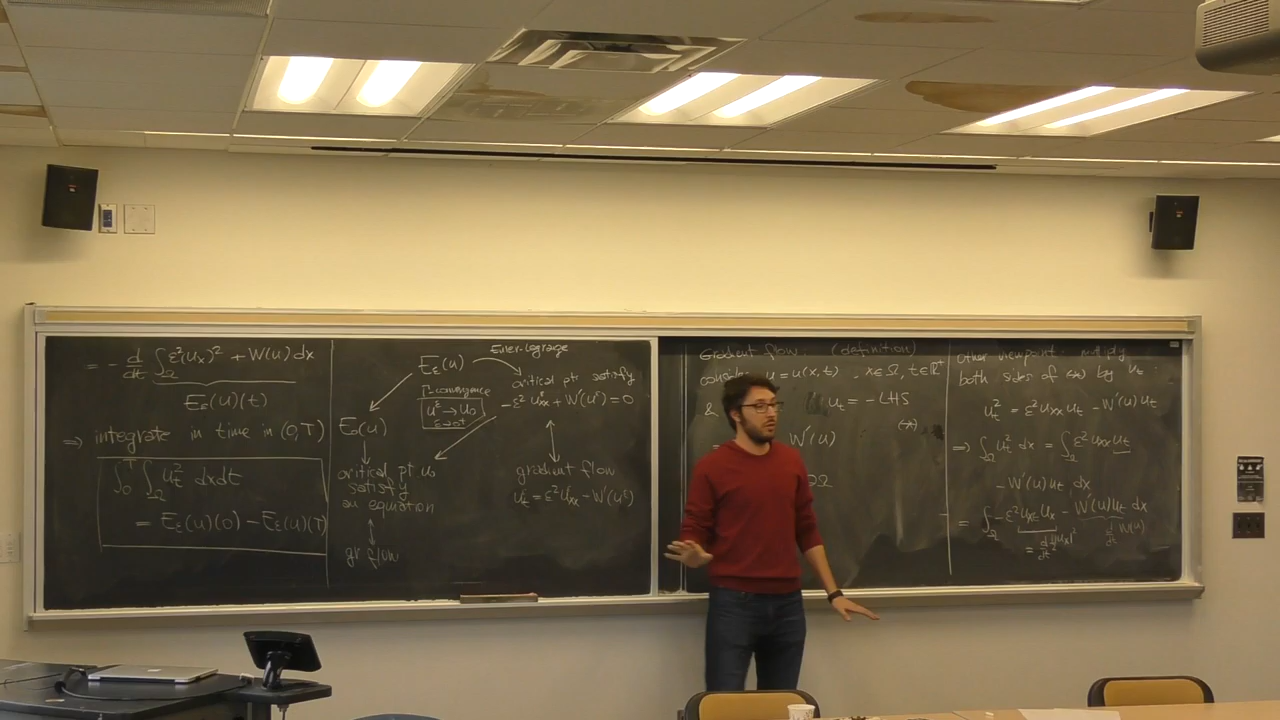 = - d/dt ∫_Ω ε²(u_x)² + W(u) dx
E_ε(u)(t)
⇒ integrate in time in (0,T)
∫_0^T ∫_Ω u_t² dxdt
= E_ε(u)(0) - E_ε(u)(T)
E_ε(u)
Euler-Lagrange
critical pts satisfy
-ε² u^ε_xx + W'(u^ε) = 0
Γ-convergence
u^ε → u_0
ε→0⁺
E_0(u)
critical pt. u_0
satisfy
an equation
gr flow
gradient flow
u^ε_t = ε² u^ε_xx - W'(u^ε)
Gradient flow. (definition)
consider u = u(x,t) x∈Ω, t∈ℝ⁺
& u_t = - LHS
(*)
= W'(u)
∂Ω
Other viewpoint: multiply
both sides of (*) by u_t
u_t² = ε² u_xx u_t - W'(u) u_t
⇒ ∫_Ω u_t² dx = ∫_Ω ε² u_xx u_t
- W'(u) u_t dx
= ∫_Ω -ε² u_xt u_x - W'(u) u_t dx
d/dt W(u)